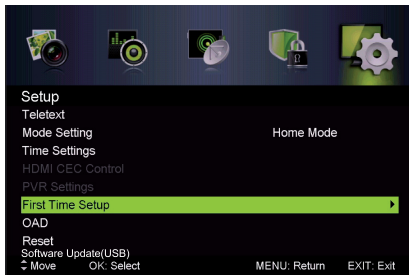 Setup
Teletext
Mode Setting Home Mode
Time Settings
HDMI CEC Control
PVR Settings
First Time Setup
OAD
Reset
Software Update(USB)
Move OK: Select MENU: Return EXIT: Exit